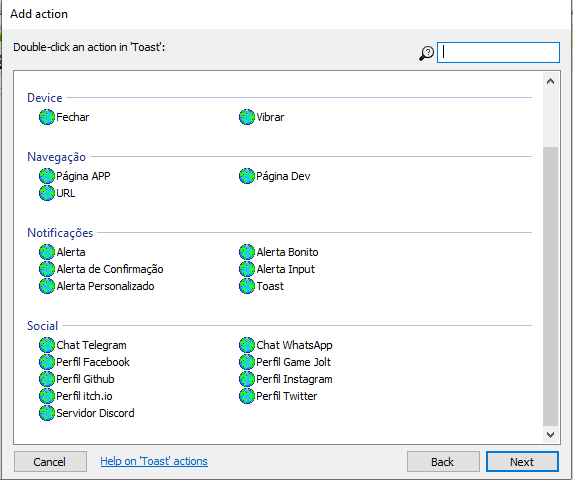 Add action
Double-click an action in 'Toast':
Device
Fechar Vibrar
Navegação
Página APP Página Dev
URL
Notificações
Alerta Alerta Bonito
Alerta de Confirmação Alerta Input
Alerta Personalizado Toast
Social
Chat Telegram Chat WhatsApp
Perfil Facebook Perfil Game Jolt
Perfil Github Perfil Instagram
Perfil itch.io Perfil Twitter
Servidor Discord
Cancel Help on 'Toast' actions Back Next